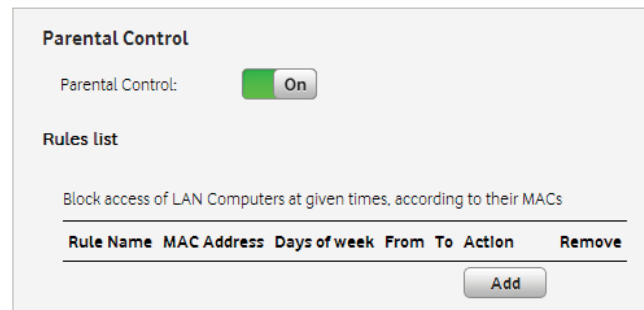 Parental Control
Parental Control: On
Rules list
Block access of LAN Computers at given times, according to their MACs
Rule Name MAC Address Days of week From To Action Remove
Add